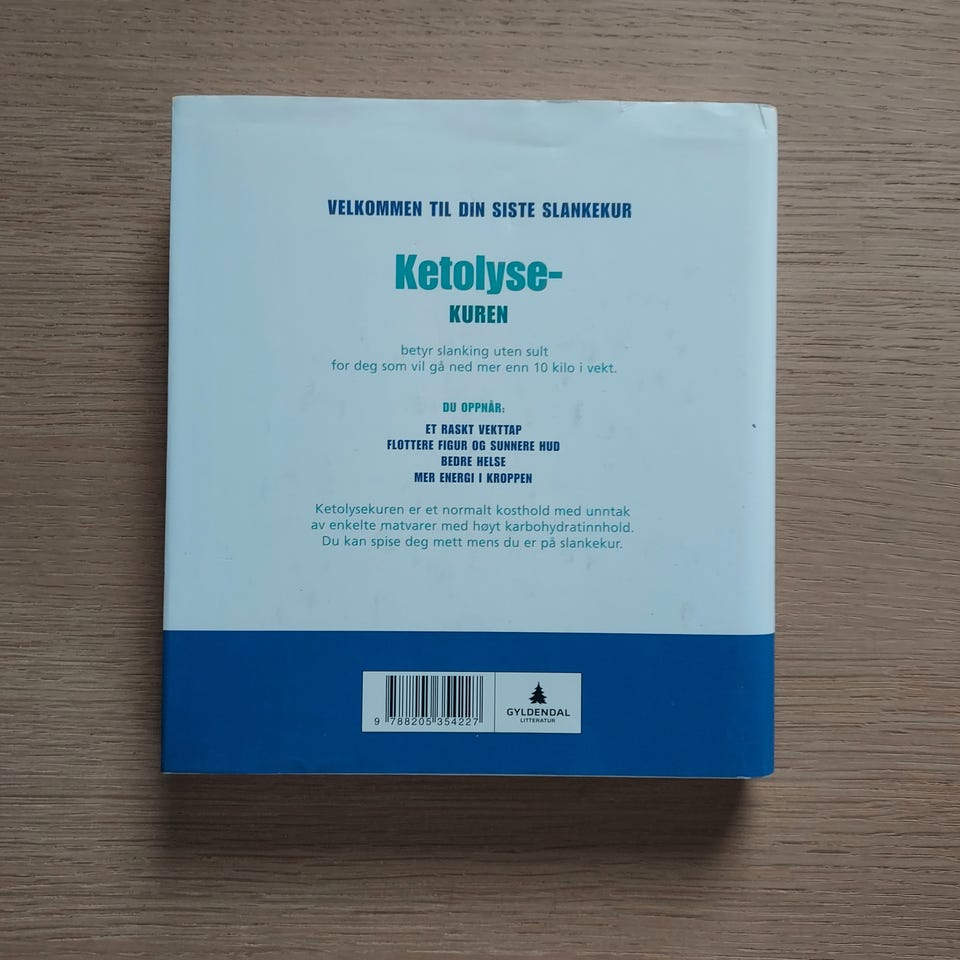 VELKOMMEN TIL DIN SISTE SLANKEKUR
Ketolyse-
KUREN
betyr slanking uten sult
for deg som vil gå ned mer enn 10 kilo i vekt.
DU OPPNÅR:
ET RASKT VEKTTAP
FLOTTERE FIGUR OG SUNNERE HUD
BEDRE HELSE
MER ENERGI I KROPPEN
Ketolysekuren er et normalt kosthold med unntak
av enkelte matvarer med høyt karbohydratinnhold.
Du kan spise deg mett mens du er på slankekur.
9 788205 354227
GYLDENDAL
LITTERATUR